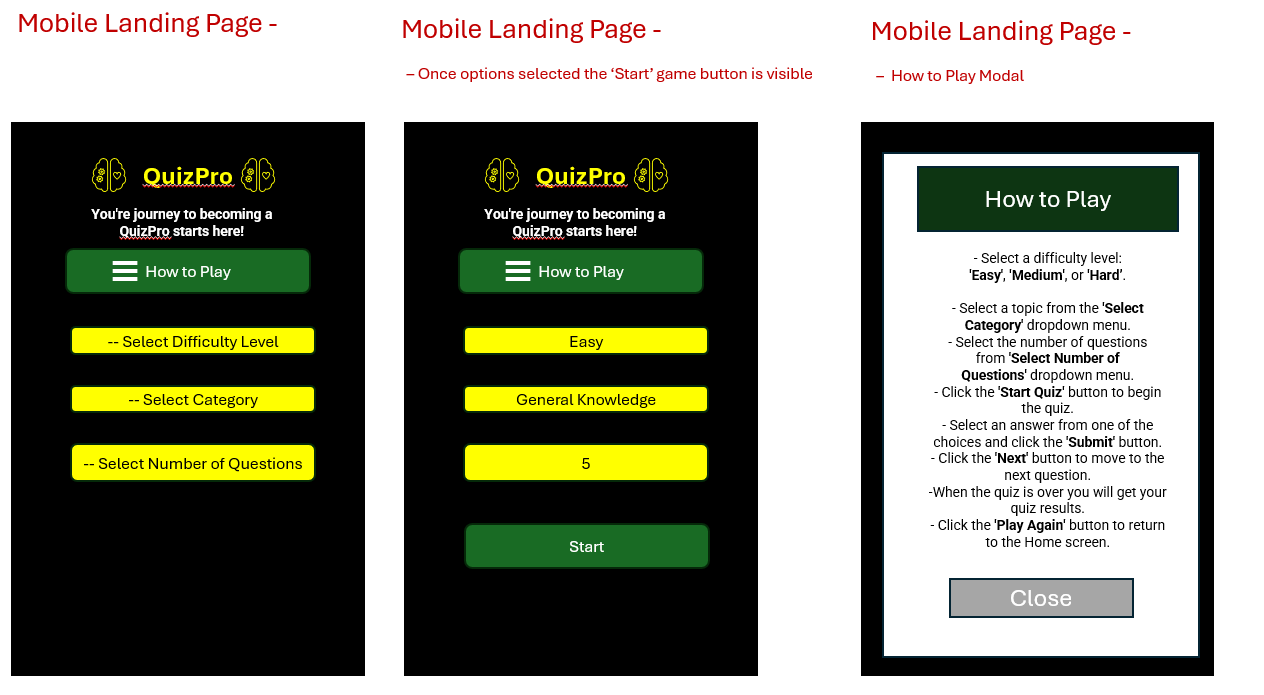 Mobile Landing Page -
QuizPro
You're journey to becoming a
QuizPro starts here!
How to Play
-- Select Difficulty Level
-- Select Category
-- Select Number of Questions
Mobile Landing Page -
– Once options selected the ‘Start’ game button is visible
QuizPro
You're journey to becoming a
QuizPro starts here!
How to Play
Easy
General Knowledge
5
Start
Mobile Landing Page -
– How to Play Modal
How to Play
- Select a difficulty level:
'Easy', 'Medium', or 'Hard’.
- Select a topic from the 'Select
Category' dropdown menu.
- Select the number of questions
from 'Select Number of
Questions' dropdown menu.
- Click the 'Start Quiz' button to begin
the quiz.
- Select an answer from one of the
choices and click the 'Submit' button.
- Click the 'Next' button to move to the
next question.
-When the quiz is over you will get your
quiz results.
- Click the 'Play Again' button to return
to the Home screen.
Close